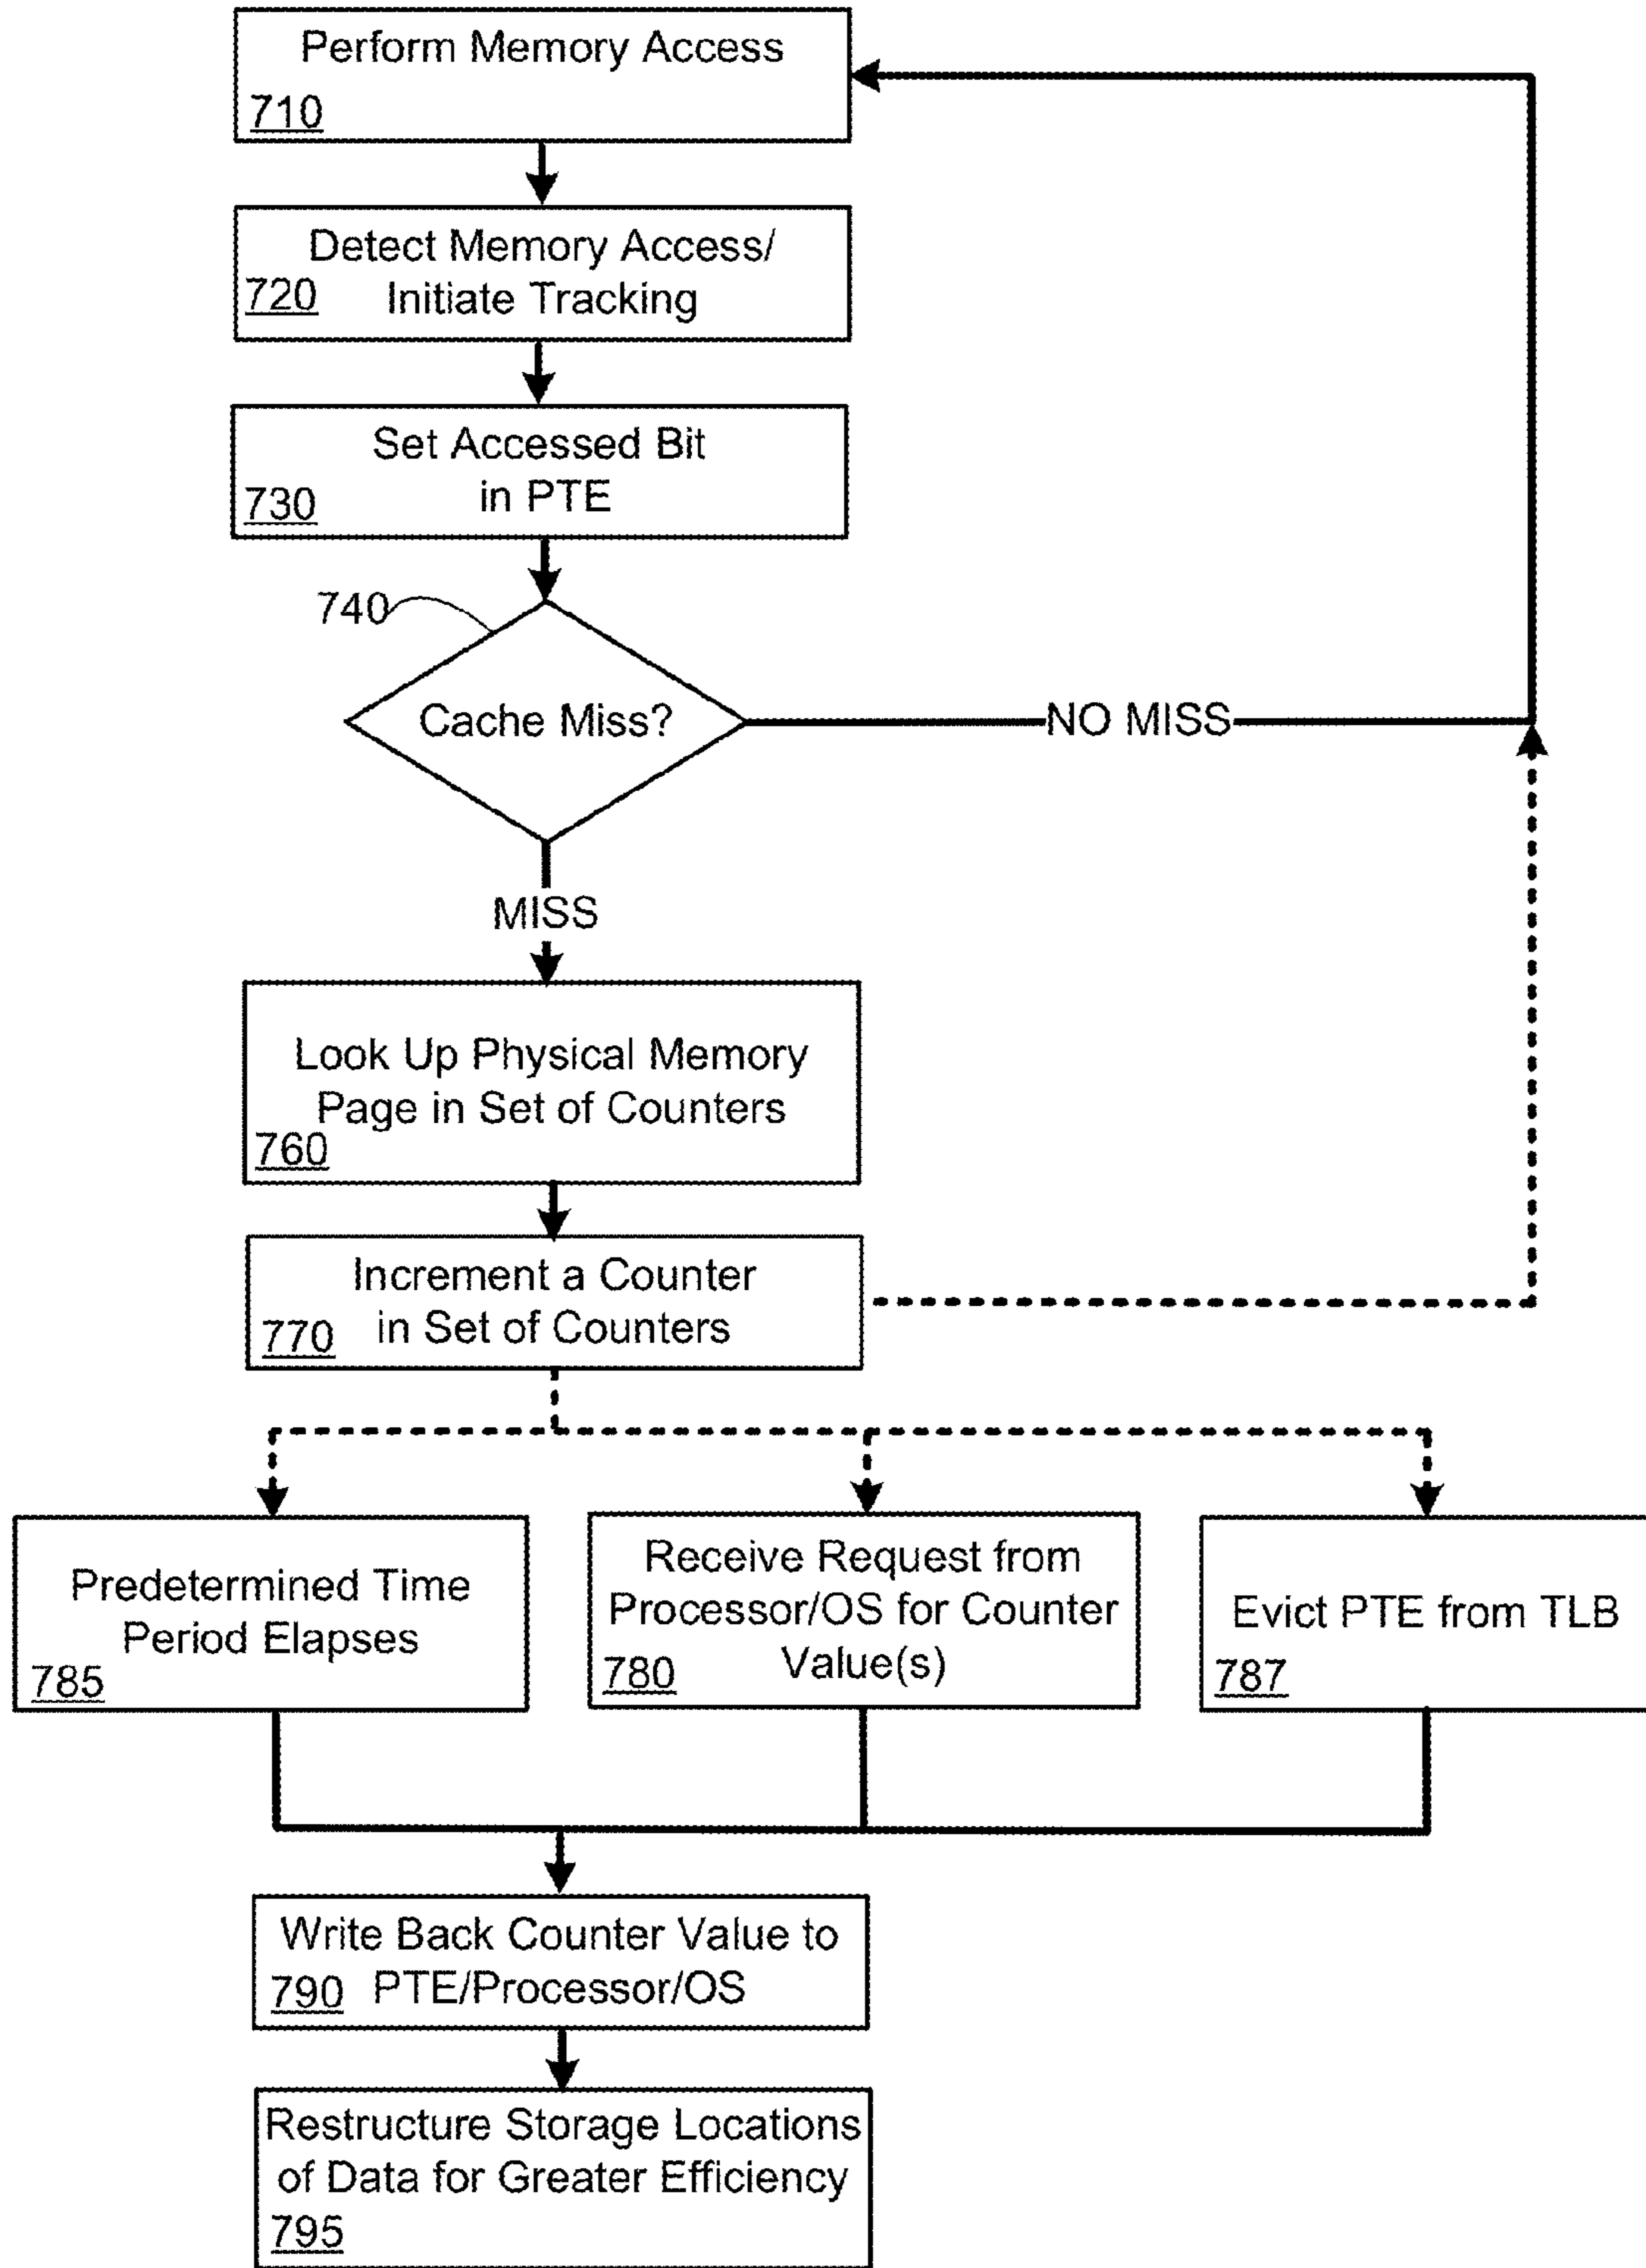 Perform Memory Access
710
Detect Memory Access/
720
Initiate Tracking
Set Accessed Bit
in PTE
730
740
Cache Miss?
NO MISS
MISS
Look Up Physical Memory
Page in Set of Counters
760
Increment a Counter
in Set of Counters
770
Predetermined Time
Period Elapses
785
Receive Request from
Processor/OS for Counter
Value(s)
780
Evict PTE from TLB
787
Write Back Counter Value to
790 PTE/Processor/OS
Restructure Storage Locations
of Data for Greater Efficiency
795